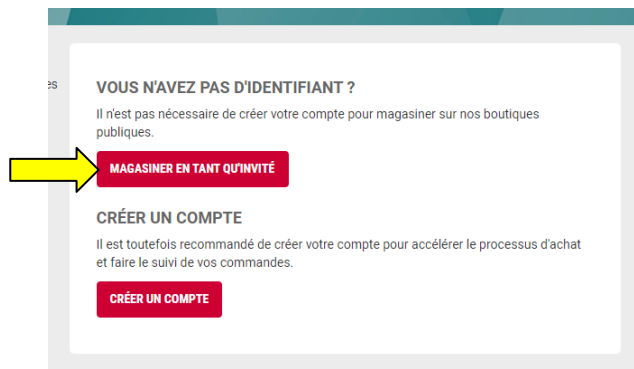 es
VOUS N'AVEZ PAS D'IDENTIFIANT ?
Il n'est pas nécessaire de créer votre compte pour magasiner sur nos boutiques
publiques.
MAGASINER EN TANT QU'INVITÉ
CRÉER UN COMPTE
Il est toutefois recommandé de créer votre compte pour accélérer le processus d'achat
et faire le suivi de vos commandes.
CRÉER UN COMPTE